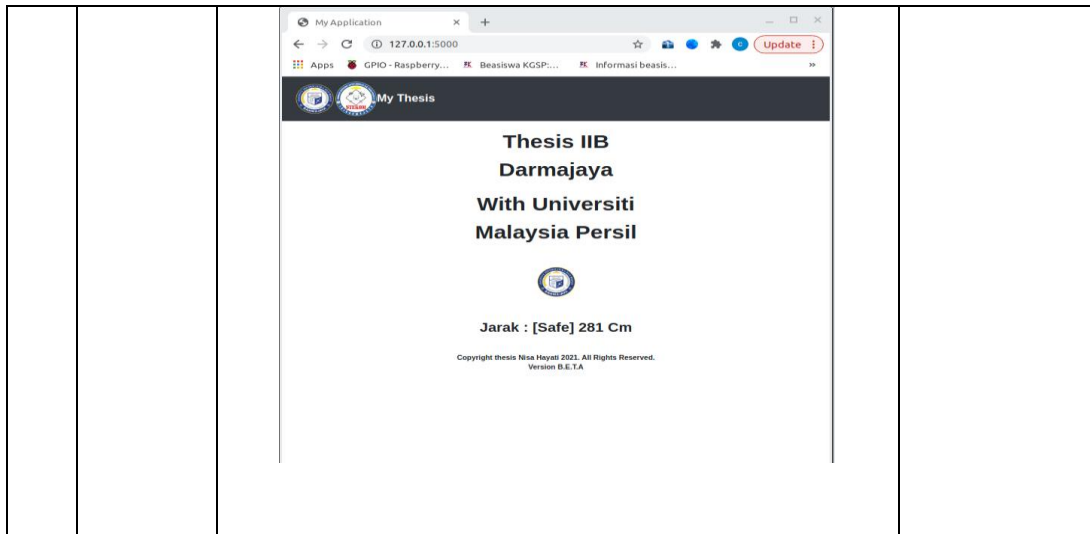 My Application
127.0.0.1:5000
Update
Apps GPIO - Raspberry... Beasiswa KGSP:... Informasi beasis...
My Thesis
Thesis IIB
Darmajaya
With Universiti
Malaysia Persil
Jarak : [Safe] 281 Cm
Copyright thesis Nisa Hayati 2021. All Rights Reserved.
Version B.E.T.A